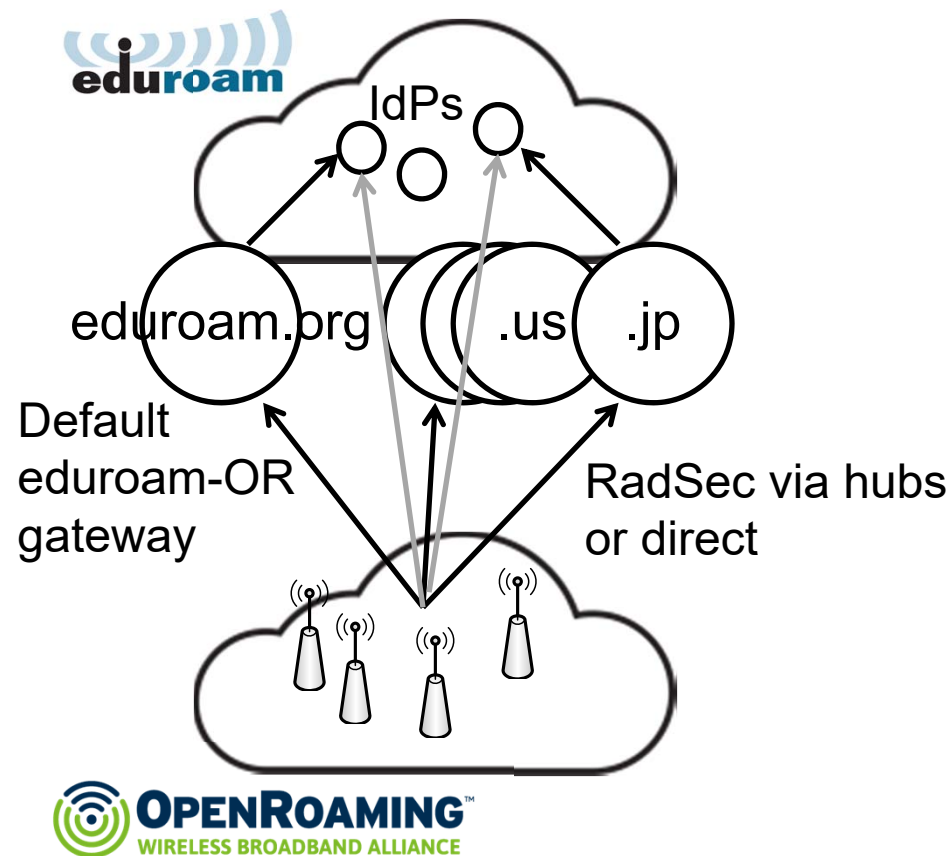 eduroam
IdPs
eduroam.org
.us
.jp
Default
eduroam-OR
gateway
RadSec via hubs
or direct
OPENROAMING™
WIRELESS BROADBAND ALLIANCE